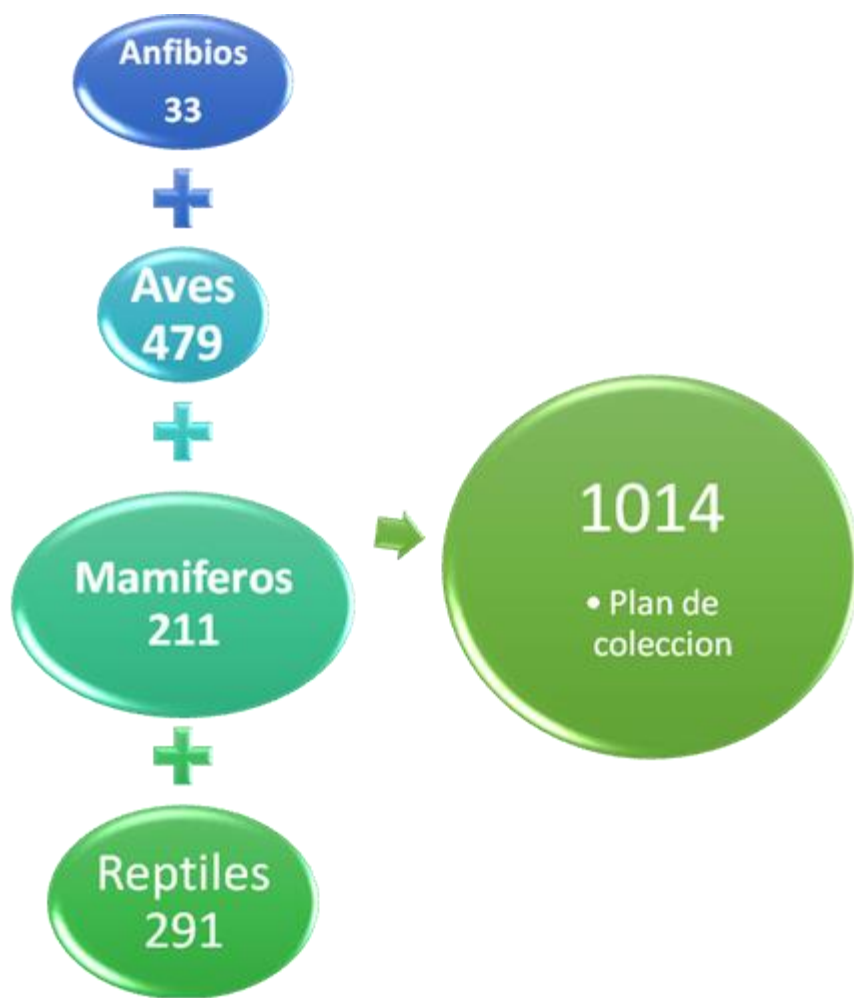 Anfibios
33
Aves
479
Mamiferos
211
Reptiles
291
1014
• Plan de
coleccion